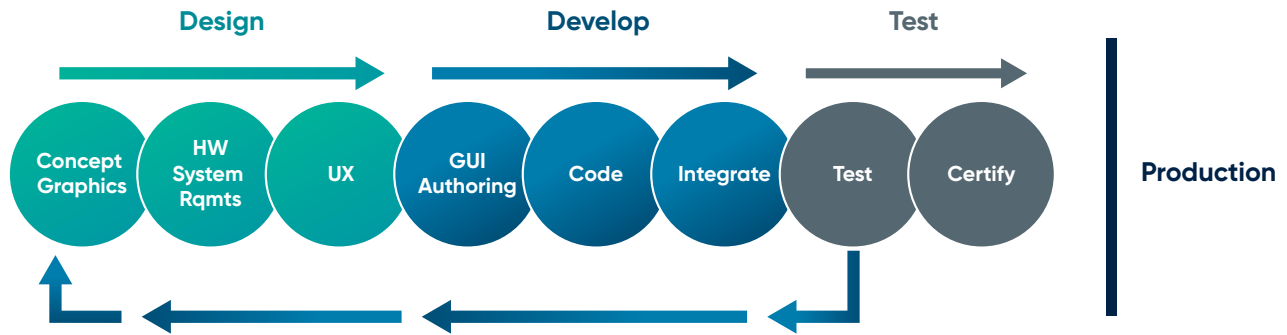 Design
Develop
Test
Concept
Graphics
HW
System
Rqmts
UX
GUI
Authoring
Code
Integrate
Test
Certify
Production